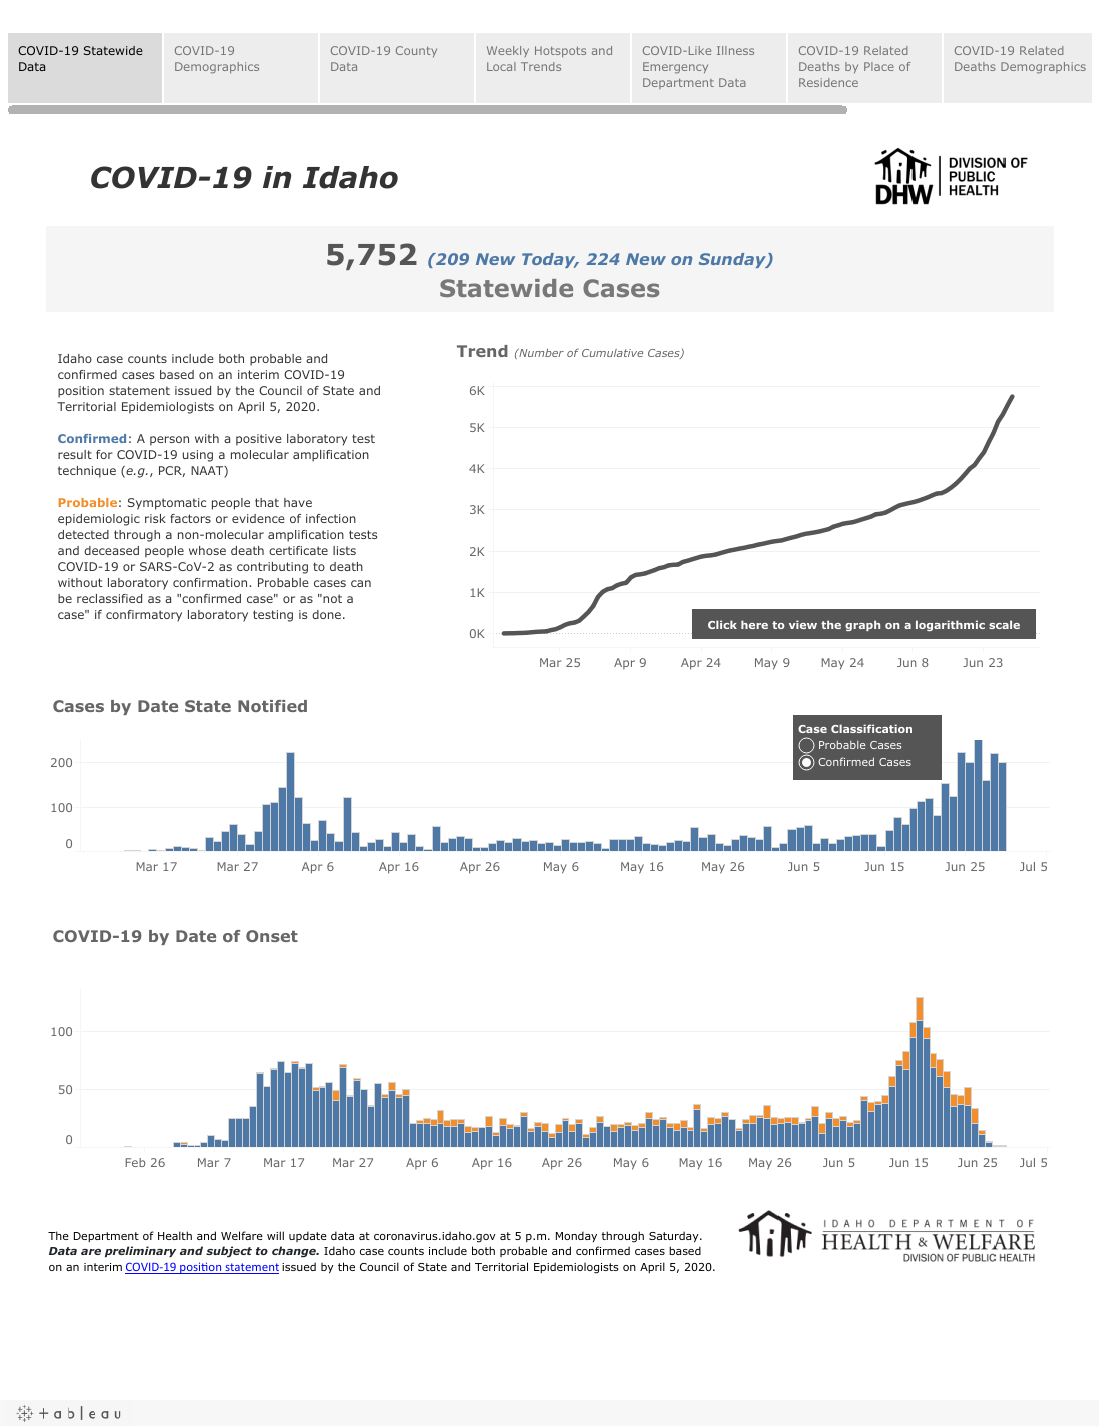 COVID-19 Statewide
Data
COVID-19
Demographics
COVID-19 County
Data
Weekly Hotspots and
Local Trends
COVID-Like Illness
Emergency
Department Data
COVID-19 Related
Deaths by Place of
Residence
COVID-19 Related
Deaths Demographics
COVID-19 in Idaho
DHW
DIVISION OF
PUBLIC
HEALTH
5,752 (209 New Today, 224 New on Sunday)
Statewide Cases
Idaho case counts include both probable and
confirmed cases based on an interim COVID-19
position statement issued by the Council of State and
Territorial Epidemiologists on April 5, 2020.
Confirmed: A person with a positive laboratory test
result for COVID-19 using a molecular amplification
technique (e.g., PCR, NAAT)
Probable: Symptomatic people that have
epidemiologic risk factors or evidence of infection
detected through a non-molecular amplification tests
and deceased people whose death certificate lists
COVID-19 or SARS-CoV-2 as contributing to death
without laboratory confirmation. Probable cases can
be reclassified as a "confirmed case" or as "not a
case" if confirmatory laboratory testing is done.
Trend (Number of Cumulative Cases)
6K
5K
4K
3K
2K
1K
0K
Click here to view the graph on a logarithmic scale
Mar 25 Apr 9 Apr 24 May 9 May 24 Jun 8 Jun 23
Cases by Date State Notified
Case Classification
Probable Cases
Confirmed Cases
200
100
0
Mar 17 Mar 27 Apr 6 Apr 16 Apr 26 May 6 May 16 May 26 Jun 5 Jun 15 Jun 25 Jul 5
COVID-19 by Date of Onset
100
50
0
Feb 26 Mar 7 Mar 17 Mar 27 Apr 6 Apr 16 Apr 26 May 6 May 16 May 26 Jun 5 Jun 15 Jun 25 Jul 5
The Department of Health and Welfare will update data at coronavirus.idaho.gov at 5 p.m. Monday through Saturday.
Data are preliminary and subject to change. Idaho case counts include both probable and confirmed cases based
on an interim COVID-19 position statement issued by the Council of State and Territorial Epidemiologists on April 5, 2020.
IDAHO DEPARTMENT OF
HEALTH & WELFARE
DIVISION OF PUBLIC HEALTH
tableau